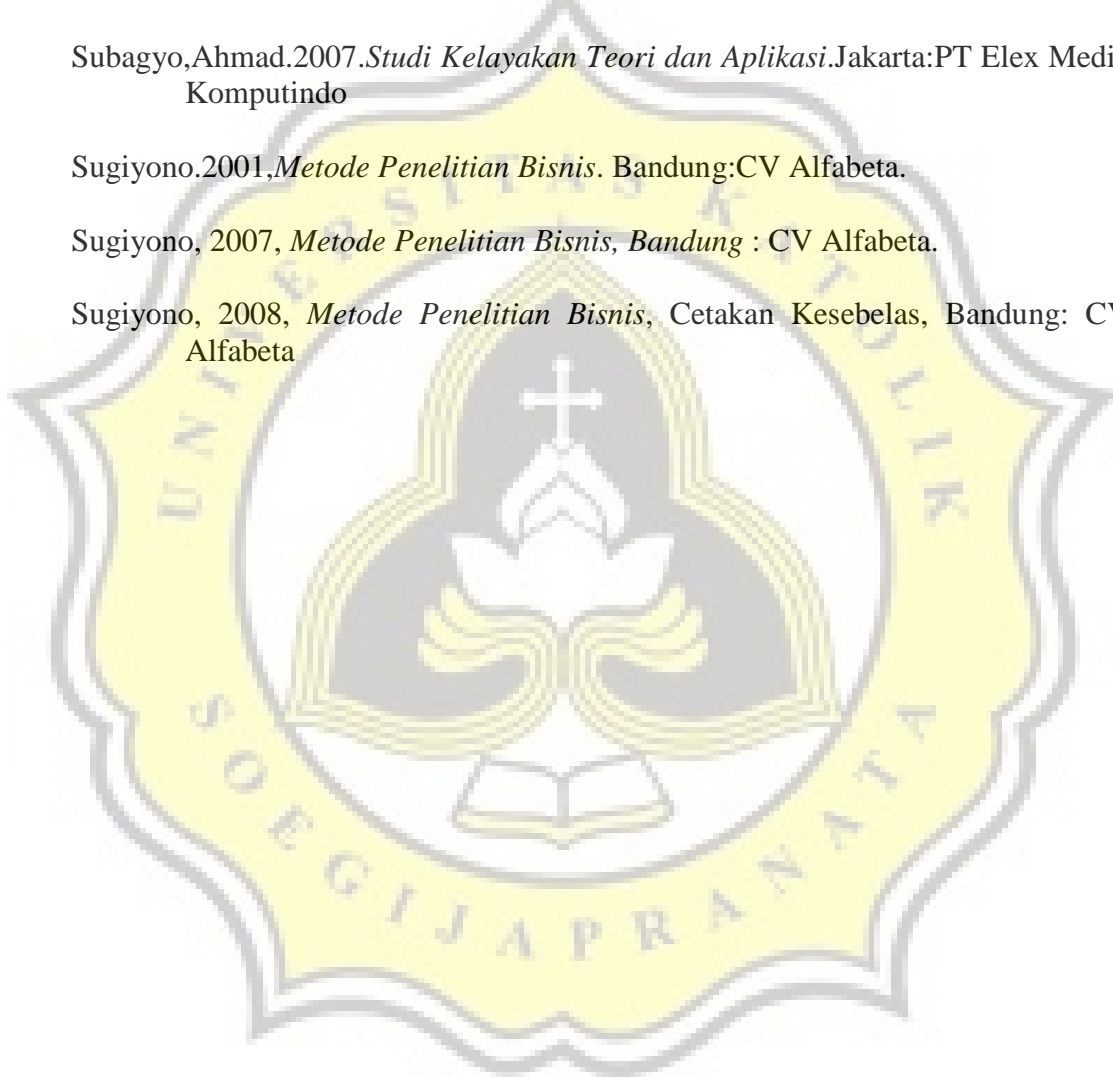 Subagyo,Ahmad.2007.Studi Kelayakan Teori dan Aplikasi.Jakarta:PT Elex Medi
Komputindo
Sugiyono.2001,Metode Penelitian Bisnis. Bandung:CV Alfabeta.
Sugiyono, 2007, Metode Penelitian Bisnis, Bandung : CV Alfabeta.
Sugiyono, 2008, Metode Penelitian Bisnis, Cetakan Kesebelas, Bandung: CV
Alfabeta
UNIVERSITAS KATOLIK
SOEGIJAPRANATA